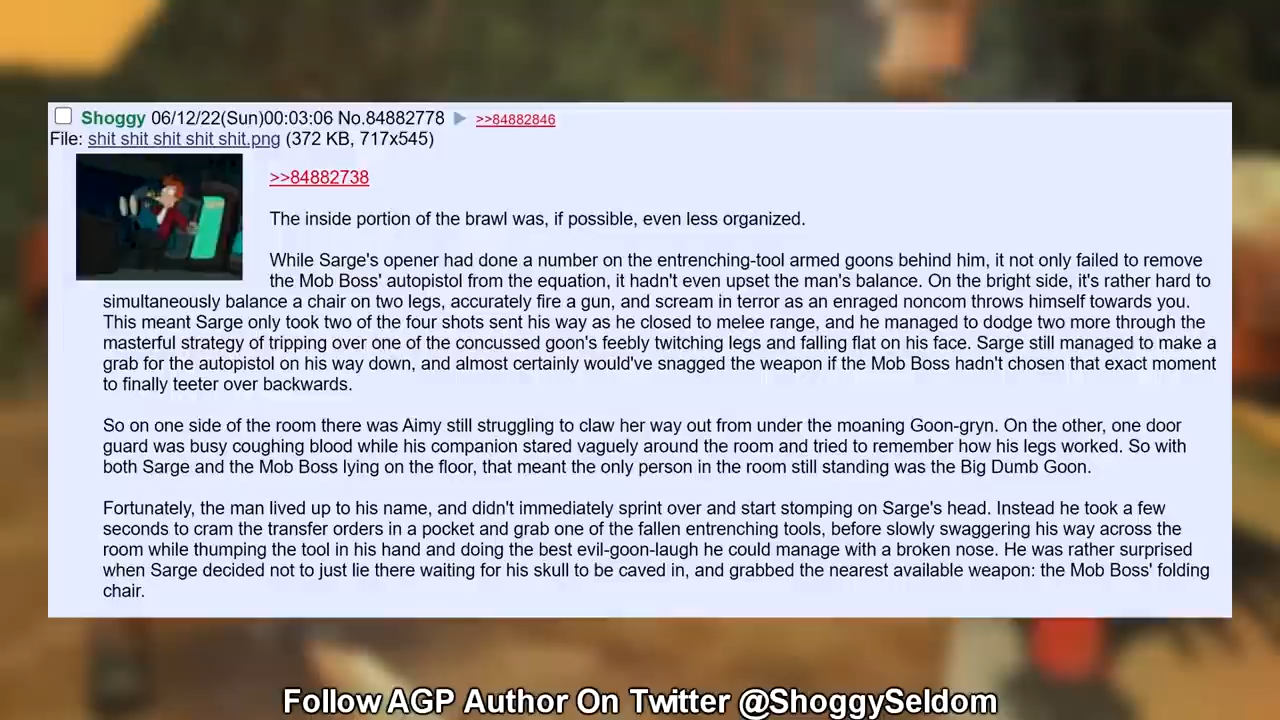 Shoggy 06/12/22(Sun)00:03:06 No.84882778 ▶ >>84882846
File: shit shit shit shit shit.png (372 KB, 717x545)
>>84882738
The inside portion of the brawl was, if possible, even less organized.
While Sarge's opener had done a number on the entrenching-tool armed goons behind him, it not only failed to remove
the Mob Boss' autopistol from the equation, it hadn't even upset the man's balance. On the bright side, it's rather hard to
simultaneously balance a chair on two legs, accurately fire a gun, and scream in terror as an enraged noncom throws himself towards you.
This meant Sarge only took two of the four shots sent his way as he closed to melee range, and he managed to dodge two more through the
masterful strategy of tripping over one of the concussed goon's feebly twitching legs and falling flat on his face. Sarge still managed to make a
grab for the autopistol on his way down, and almost certainly would've snagged the weapon if the Mob Boss hadn't chosen that exact moment
to finally teeter over backwards.
So on one side of the room there was Aimy still struggling to claw her way out from under the moaning Goon-gryn. On the other, one door
guard was busy coughing blood while his companion stared vaguely around the room and tried to remember how his legs worked. So with
both Sarge and the Mob Boss lying on the floor, that meant the only person in the room still standing was the Big Dumb Goon.
Fortunately, the man lived up to his name, and didn't immediately sprint over and start stomping on Sarge's head. Instead he took a few
seconds to cram the transfer orders in a pocket and grab one of the fallen entrenching tools, before slowly swaggering his way across the
room while thumping the tool in his hand and doing the best evil-goon-laugh he could manage with a broken nose. He was rather surprised
when Sarge decided not to just lie there waiting for his skull to be caved in, and grabbed the nearest available weapon: the Mob Boss' folding
chair.
Follow AGP Author On Twitter @ShoggySeldom